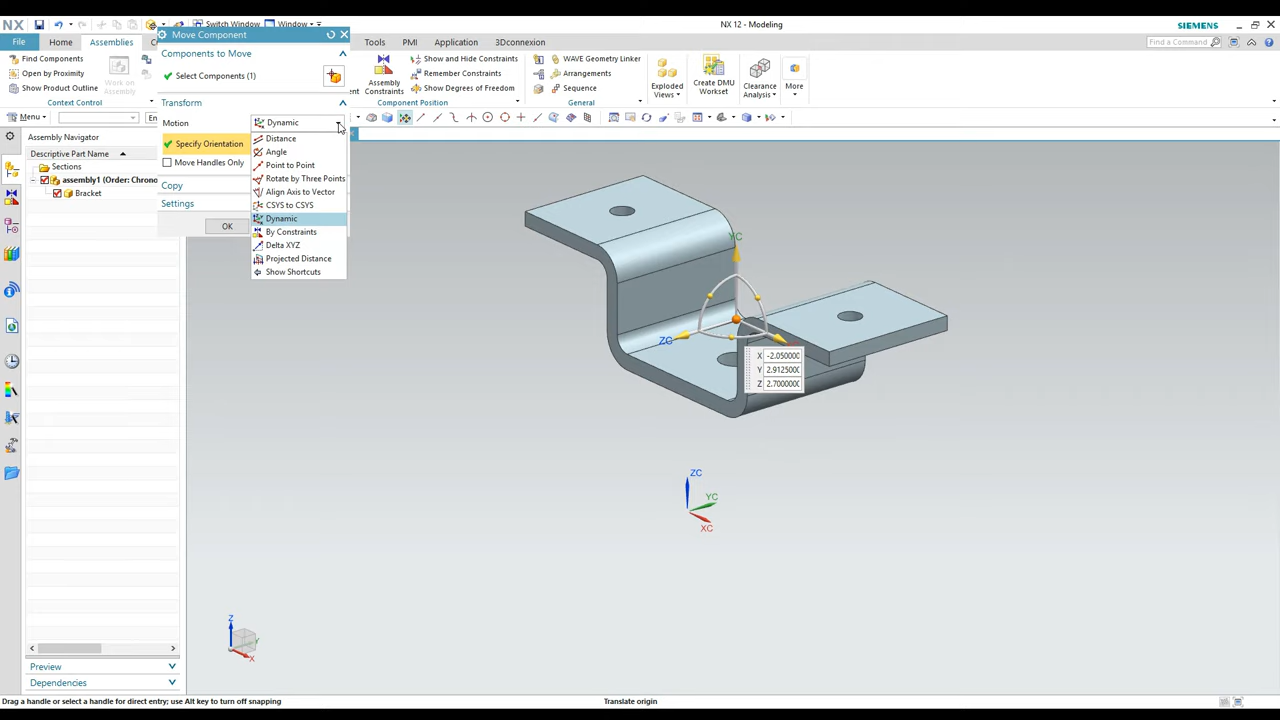 NX
Switch Window
Window
NX 12 - Modeling
SIEMENS
File
Home
Assemblies
Tools
PMI
Application
3Dconnexion
Find a Command
Move Component
Components to Move
Select Components (1)
Transform
Motion
Dynamic
Specify Orientation
Move Handles Only
Copy
Settings
OK
Distance
Angle
Point to Point
Rotate by Three Points
Align Axis to Vector
CSYS to CSYS
Dynamic
By Constraints
Delta XYZ
Projected Distance
Show Shortcuts
Find Components
Open by Proximity
Show Product Outline
Work on
Assembly
Context Control
Assembly
Constraints
Show and Hide Constraints
Remember Constraints
Show Degrees of Freedom
Component Position
WAVE Geometry Linker
Arrangements
Sequence
General
Exploded
Views
Create DMU
Workset
Clearance
Analysis
More
Menu
Assembly Navigator
Descriptive Part Name
Sections
assembly1 (Order: Chrono
Bracket
YC
ZC
X -2.050000
Y 2.912500
Z 2.7000000
ZC
YC
XC
Z
Y
X
Preview
Dependencies
Drag a handle or select a handle for direct entry; use Alt key to turn off snapping
Translate origin